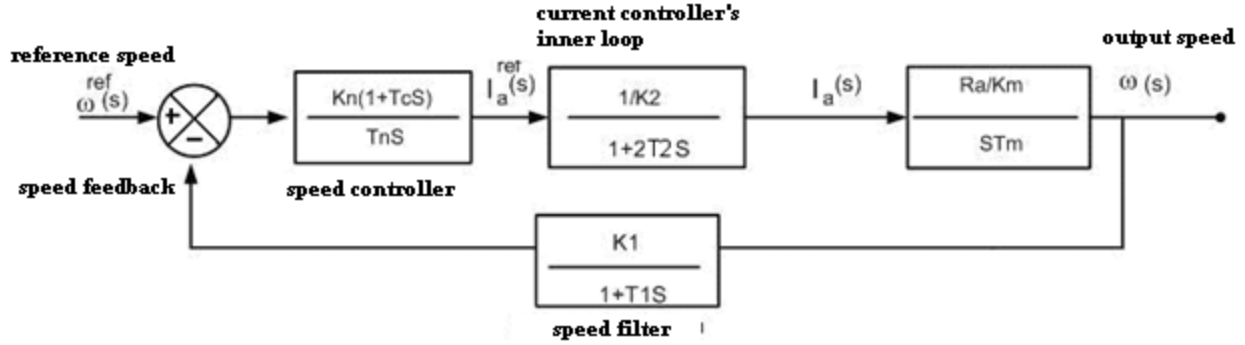 current controller's
inner loop
reference speed
output speed
ref
ω (s)
+
−
Kn(1+TcS)
TnS
ref
I a (s)
1/K2
1+2T2S
I a (s)
Ra/Km
STm
ω (s)
speed feedback
speed controller
K1
1+T1S
speed filter